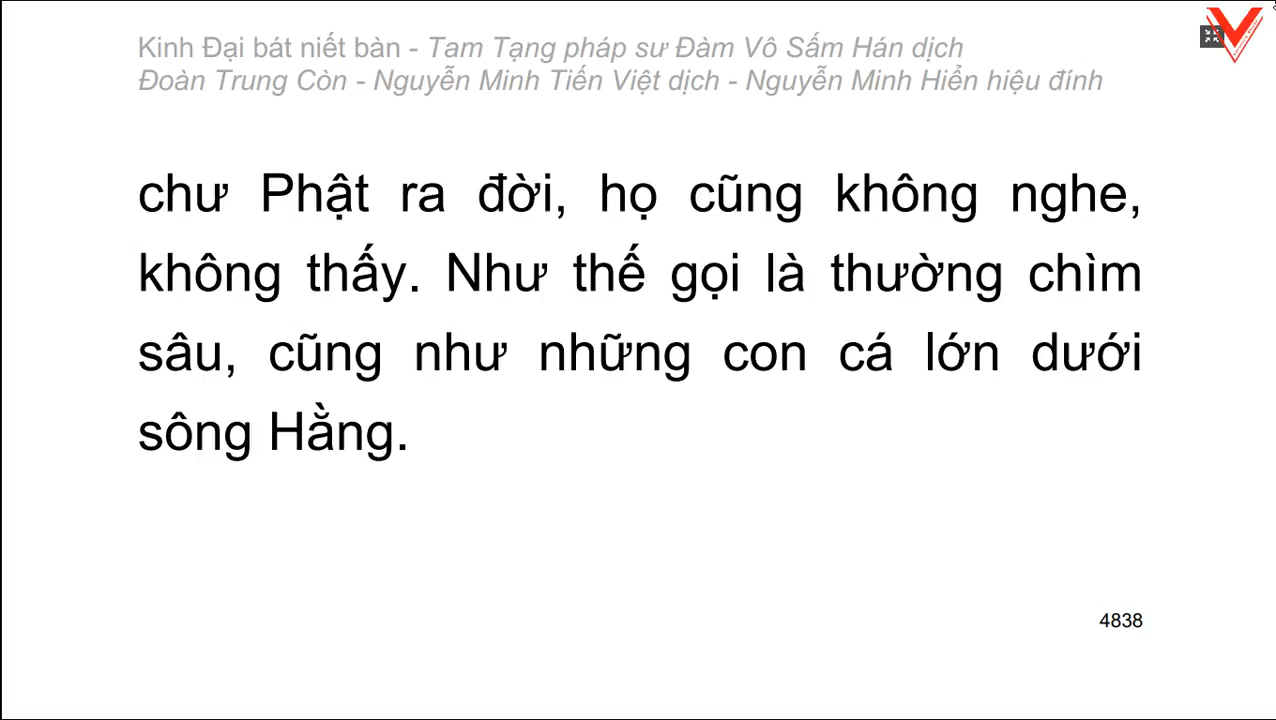 Kinh Đại bát niết bàn - Tam Tạng pháp sư Đàm Vô Sấm Hán dịch
Đoàn Trung Còn - Nguyễn Minh Tiến Việt dịch - Nguyễn Minh Hiển hiệu đính
chư Phật ra đời, họ cũng không nghe,
không thấy. Như thế gọi là thường chìm
sâu, cũng như những con cá lớn dưới
sông Hằng.
4838